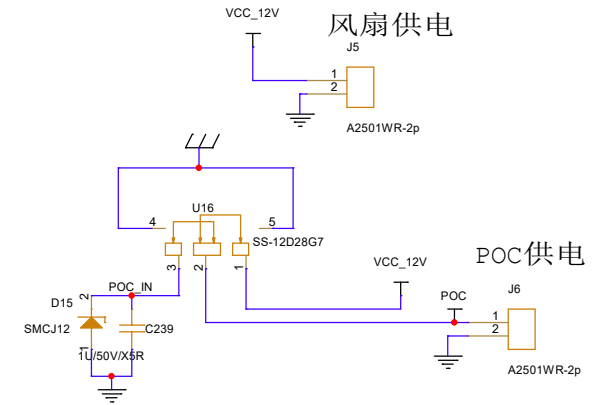 VCC_12V
风扇供电
J5
1
2
A2501WR-2p
U16
4
5
SS-12D28G7
3
2
1
VCC_12V
POC供电
POC_IN
POC
J6
2
D15
1
2
SMCJ12
C239
1
1U/50V/X5R
A2501WR-2p